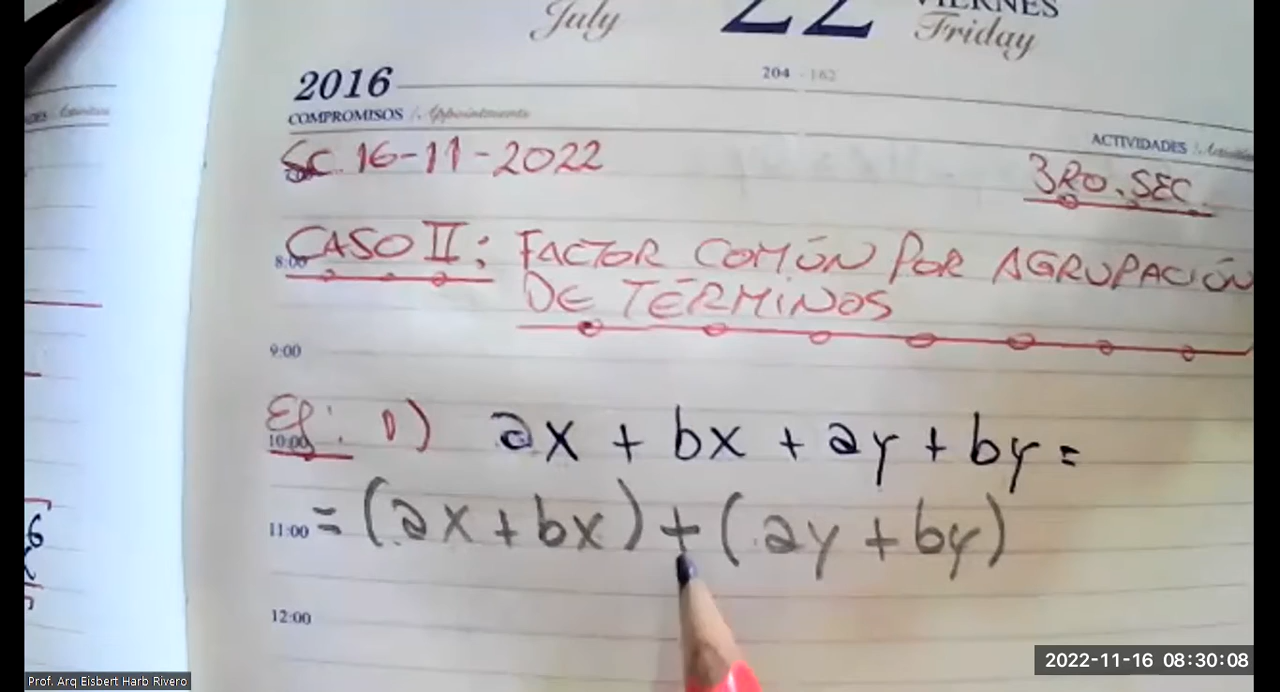 July 22 VIERNES
Friday
2016
204 - 162
COMPROMISOS / Appointments
ACTIVIDADES /
SC. 16-11-2022
3RO. SEC.
CASO II: FACTOR COMÚN POR AGRUPACIÓN
8:00
DE TÉRMINOS
9:00
Ej: 1) ax + bx + ay + by =
10:00
11:00 = (ax + bx) + (ay + by)
12:00
6
Prof. Arq Eisbert Harb Rivero
2022-11-16 08:30:08